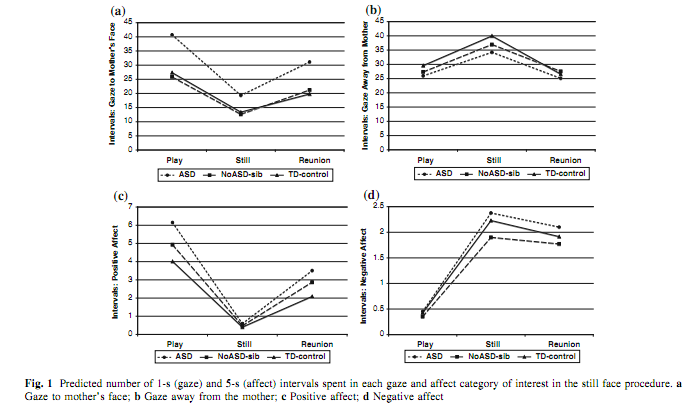 (a)
45
40
35
30
25
20
15
10
5
0
Intervals: Gaze to Mother's Face
Play Still Reunion
ASD NoASD-sib TD-control
(b)
45
40
35
30
25
20
15
10
5
0
Intervals: Gaze Away from Mother
Play Still Reunion
ASD NoASD-sib TD-control
(c)
7
6
5
4
3
2
1
0
Intervals: Positive Affect
Play Still Reunion
ASD NoASD-sib TD-control
(d)
2.5
2
1.5
1
0.5
0
Intervals: Negative Affect
Play Still Reunion
ASD NoASD-sib TD-control
Fig. 1 Predicted number of 1-s (gaze) and 5-s (affect) intervals spent in each gaze and affect category of interest in the still face procedure. a
Gaze to mother's face; b Gaze away from the mother; c Positive affect; d Negative affect